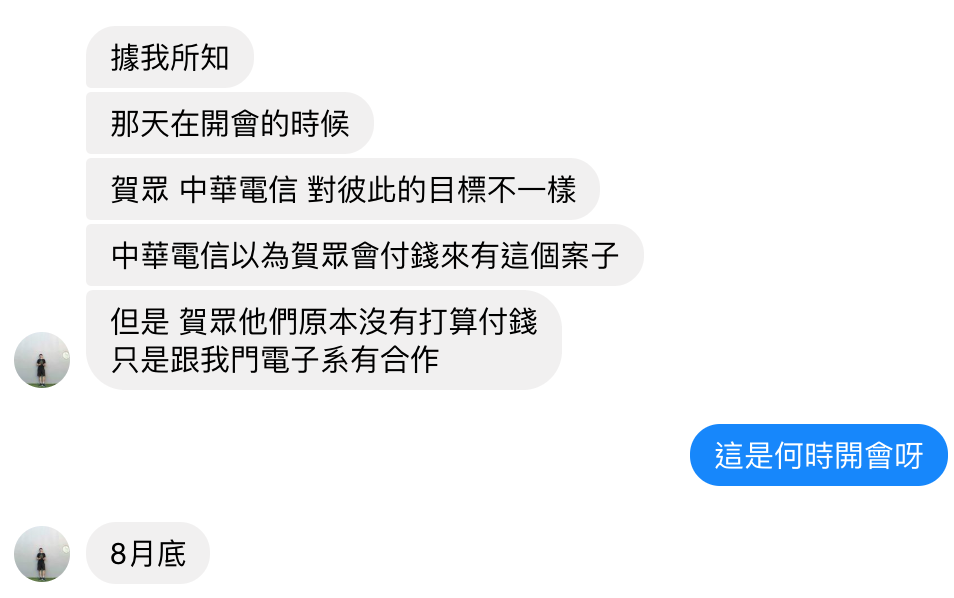 據我所知
那天在開會的時候
賀眾 中華電信 對彼此的目標不一樣
中華電信以為賀眾會付錢來有這個案子
但是 賀眾他們原本沒有打算付錢
只是跟我門電子系有合作
這是何時開會呀
8月底